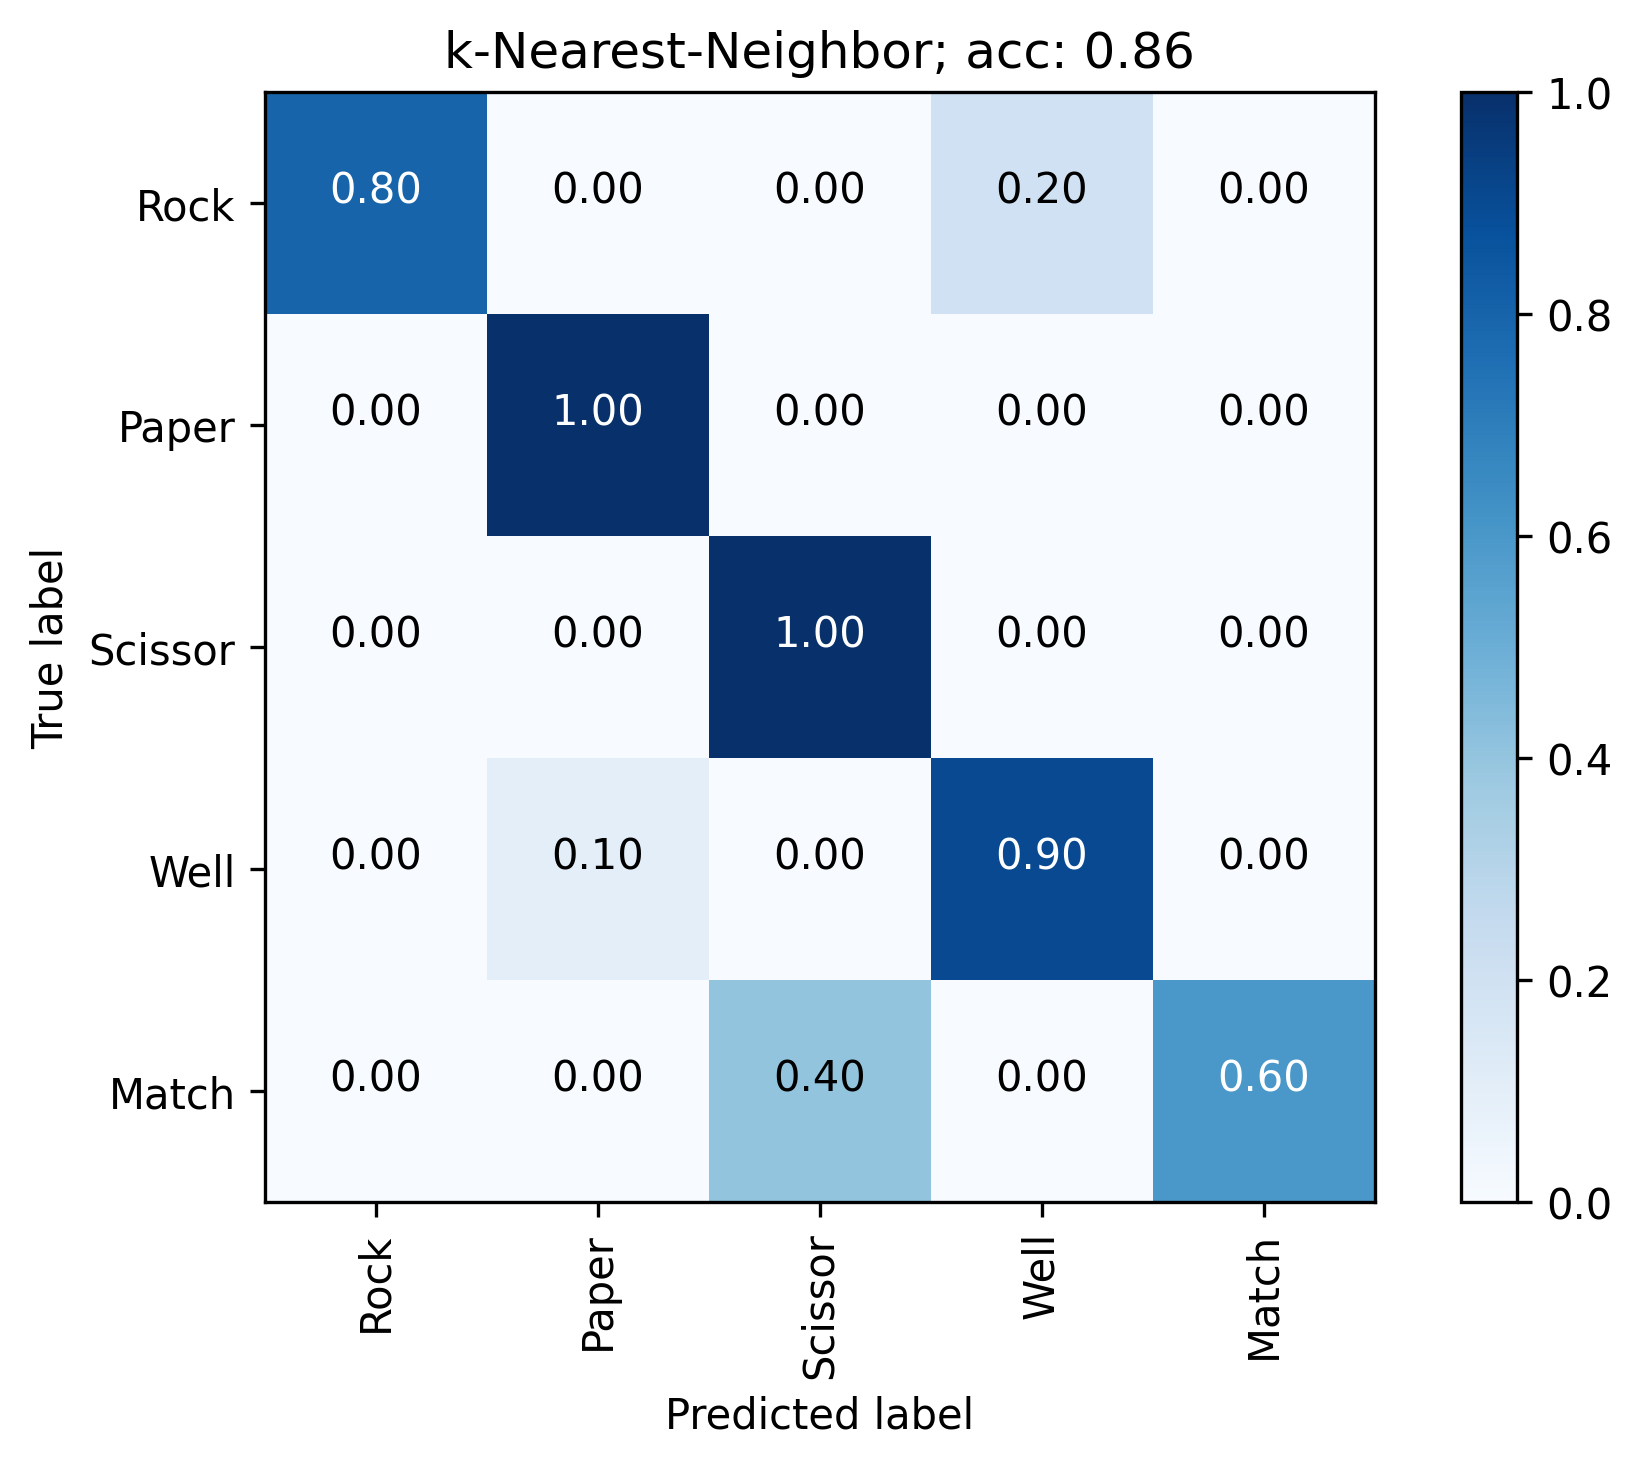 k-Nearest-Neighbor; acc: 0.86
Rock 0.80 0.00 0.00 0.20 0.00
Paper 0.00 1.00 0.00 0.00 0.00
Scissor 0.00 0.00 1.00 0.00 0.00
Well 0.00 0.10 0.00 0.90 0.00
Match 0.00 0.00 0.40 0.00 0.60
True label
Rock Paper Scissor Well Match
Predicted label
1.0
0.8
0.6
0.4
0.2
0.0